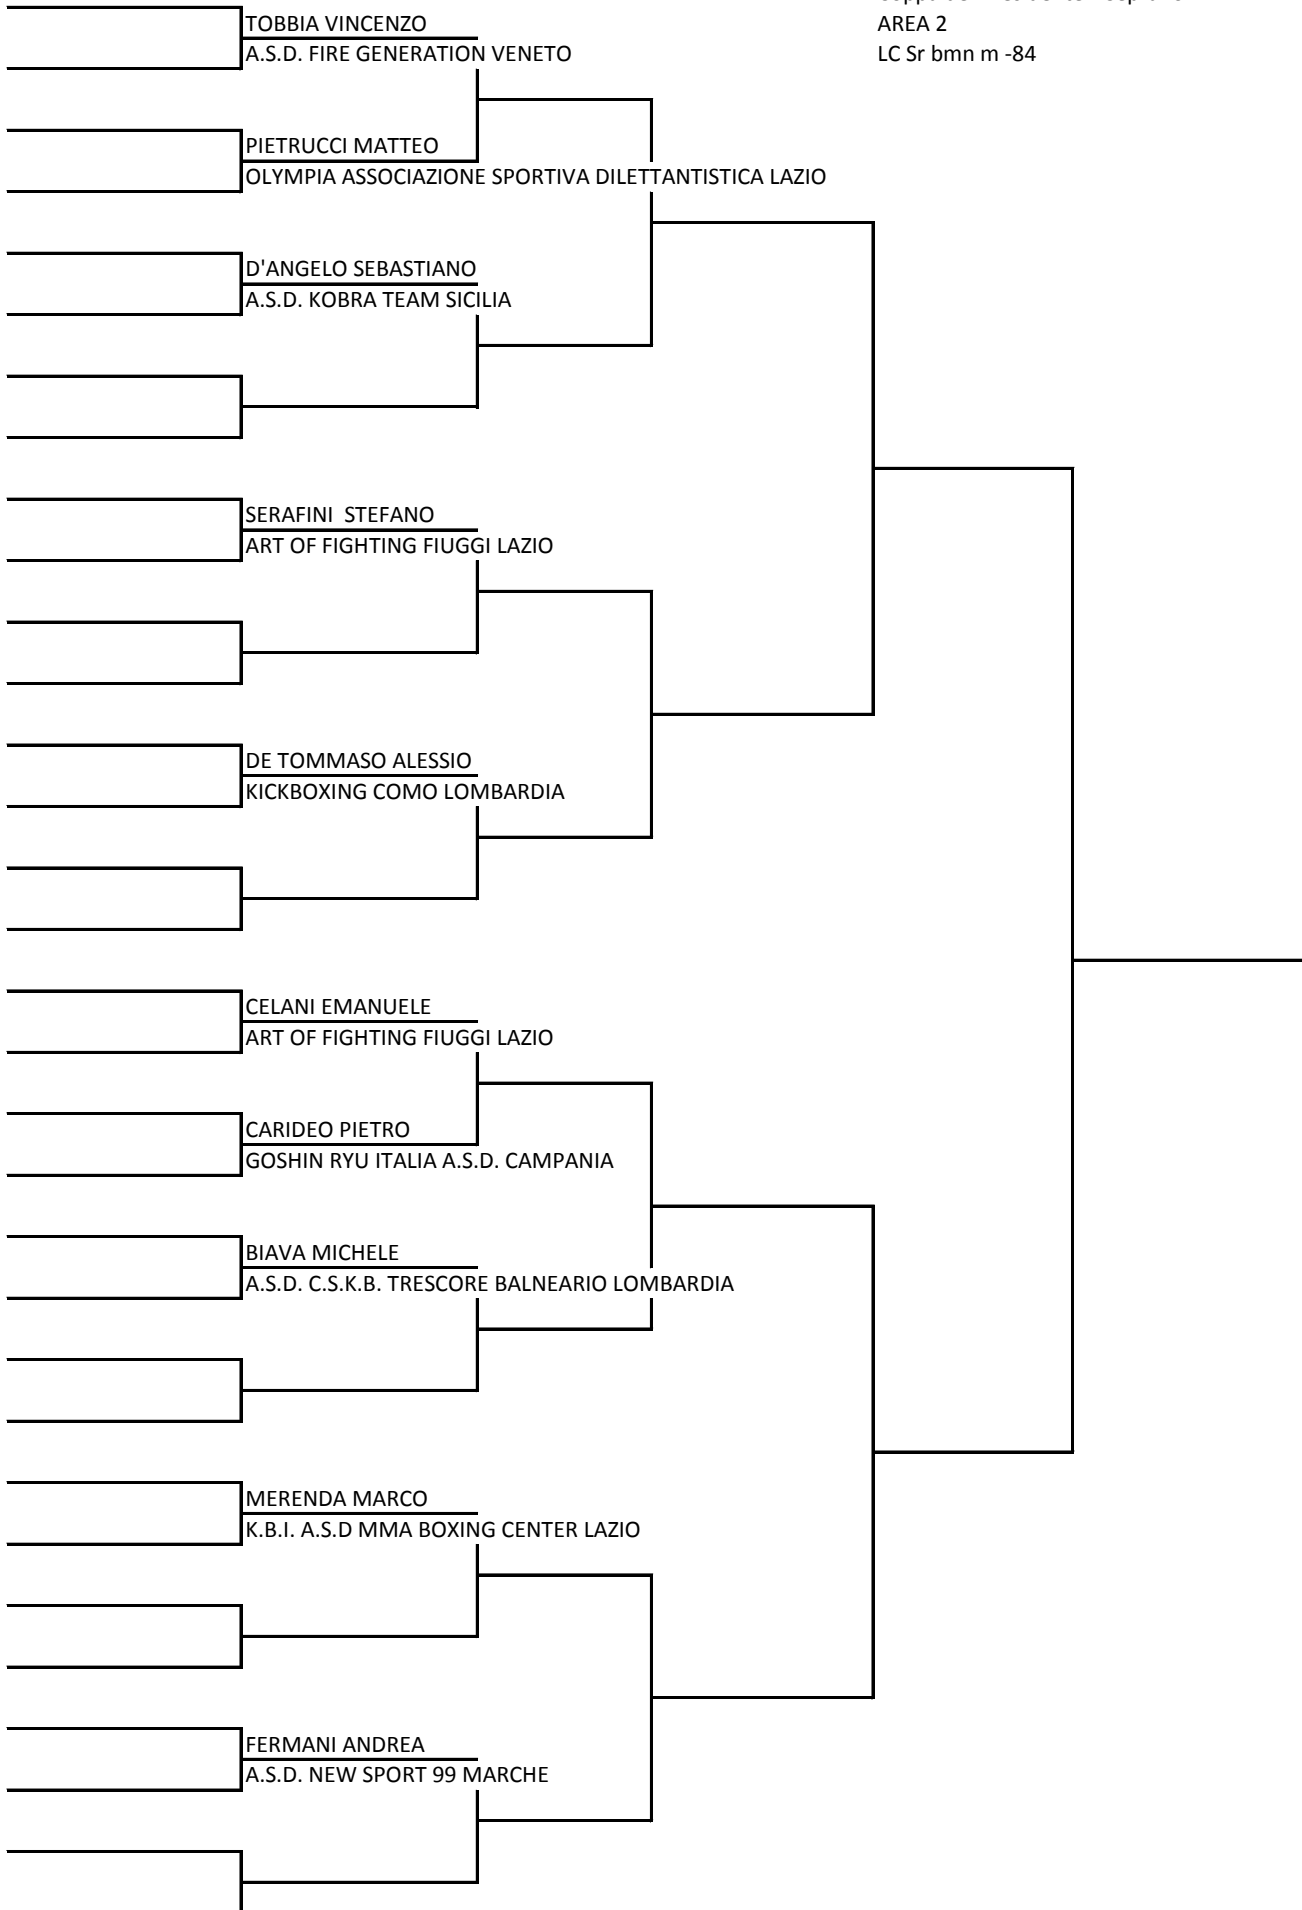 TOBBIA VINCENZO
AREA 2
A.S.D. FIRE GENERATION VENETO
LC Sr bmn m -84
PIETRUCCI MATTEO
OLYMPIA ASSOCIAZIONE SPORTIVA DILETTANTISTICA LAZIO
D'ANGELO SEBASTIANO
A.S.D. KOBRA TEAM SICILIA
SERAFINI  STEFANO
ART OF FIGHTING FIUGGI LAZIO
DE TOMMASO ALESSIO
KICKBOXING COMO LOMBARDIA
CELANI EMANUELE
ART OF FIGHTING FIUGGI LAZIO
CARIDEO PIETRO
GOSHIN RYU ITALIA A.S.D. CAMPANIA
BIAVA MICHELE
A.S.D. C.S.K.B. TRESCORE BALNEARIO LOMBARDIA
MERENDA MARCO
K.B.I. A.S.D MMA BOXING CENTER LAZIO
FERMANI ANDREA
A.S.D. NEW SPORT 99 MARCHE